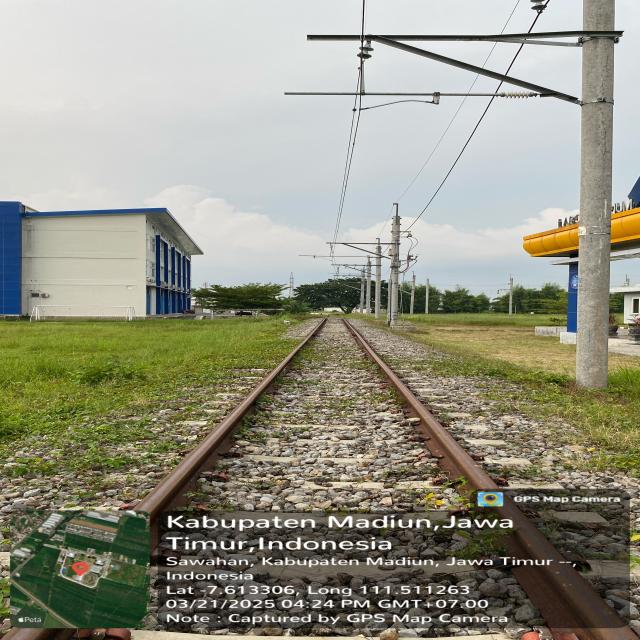 GPS Map Camera
Kabupaten Madiun,Jawa
Timur,Indonesia
Sawahan, Kabupaten Madiun, Jawa Timur --,
Indonesia
Lat -7.613306, Long 111.511263
03/21/2025 04:24 PM GMT+07.00
Note : Captured by GPS Map Camera
Peta